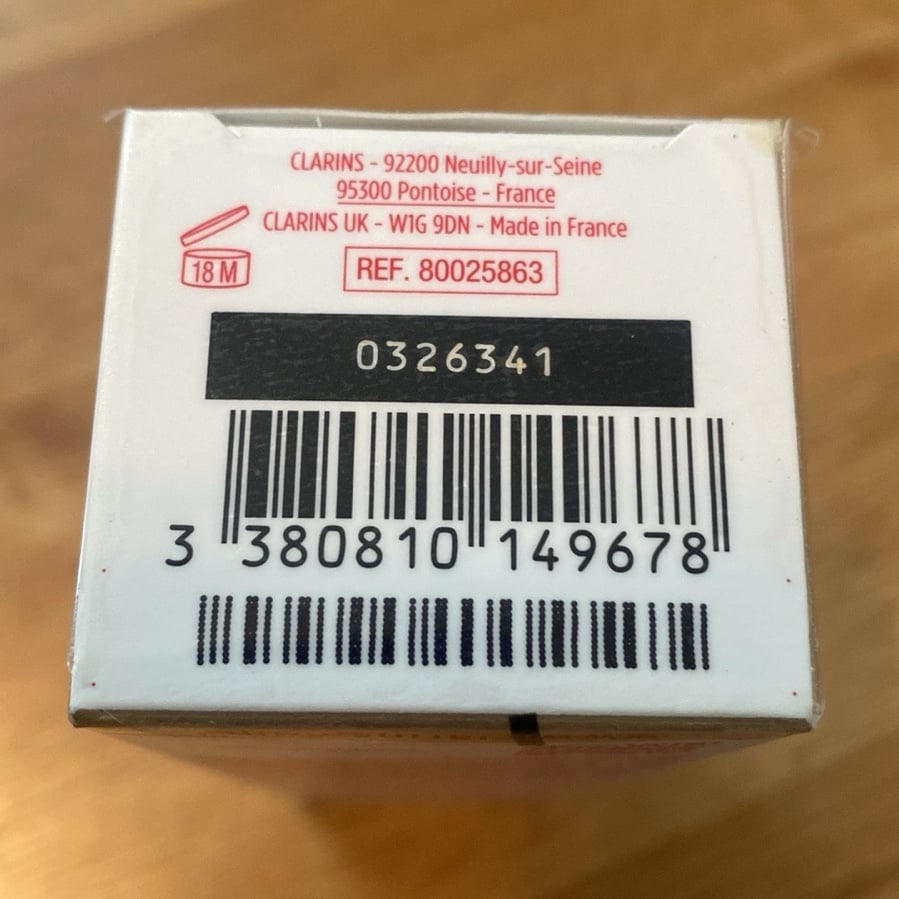 CLARINS - 92200 Neuilly-sur-Seine
95300 Pontoise - France
CLARINS UK - W1G 9DN - Made in France
18 M
REF. 80025863
0326341
3 380810 149678